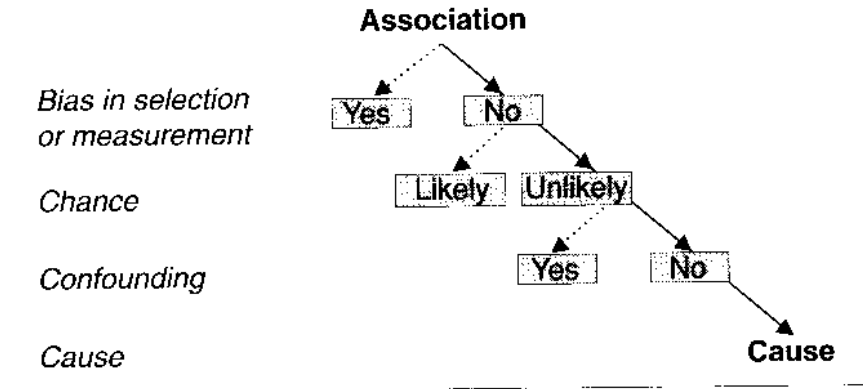 Association
Bias in selection
or measurement
Yes No
Chance
Likely Unlikely
Confounding
Yes No
Cause
Cause